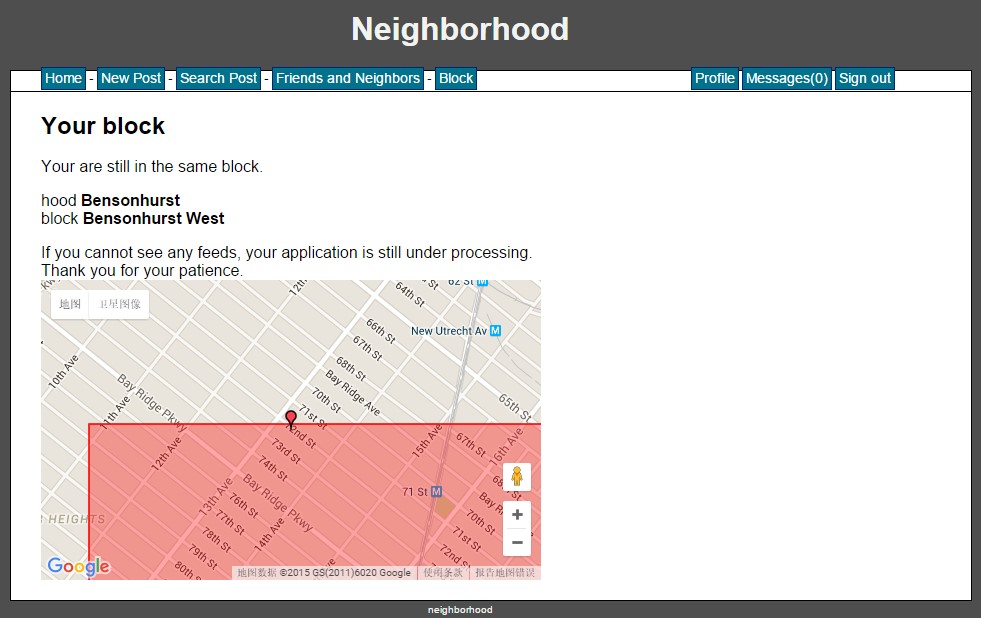 Neighborhood
Home - New Post - Search Post - Friends and Neighbors - Block Profile Messages(0) Sign out
Your block
Your are still in the same block.
hood Bensonhurst
block Bensonhurst West
If you cannot see any feeds, your application is still under processing.
Thank you for your patience.
地图 卫星图像
12th
62 St M
64th St
New Utrecht Av M
66th St
67th St
10th Ave
68th St
Bay Ridge Pkwy
Bay Ridge Ave
70th St
11th Ave
65th St
71st St
72nd St
12th Ave
73rd St
15th Ave
67th St
16th Ave
74th St
71 St M
13th Ave
Bay Ridge Pkwy
76th St
70th St
HEIGHTS
77th St
14th Ave
71st St
78th St
72nd St
79th St
80th St
+
−
Google
地图数据 ©2015 GS(2011)6020 Google 使用条款 报告地图错误
neighborhood